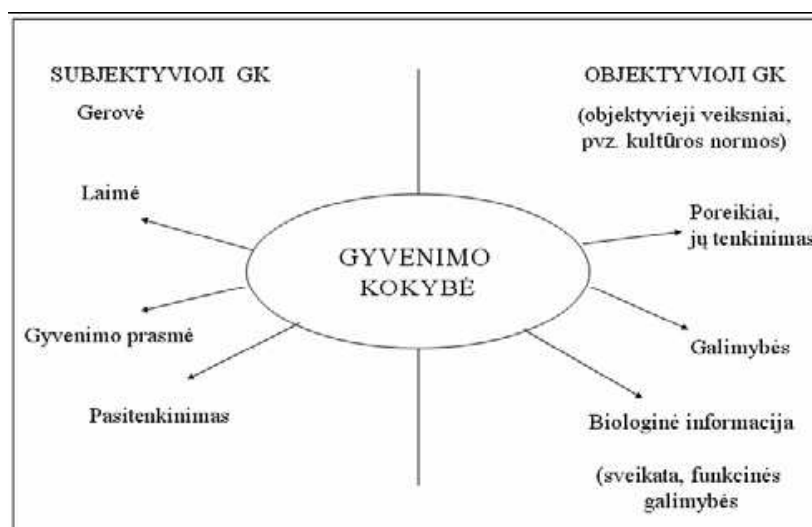 SUBJEKTYVIOJI GK
Gerovė
Laimė
Gyvenimo prasmė
Pasitenkinimas
GYVENIMO
KOKYBĖ
OBJEKTYVIOJI GK
(objektyvieji veiksniai,
pvz. kultūros normos)
Poreikiai,
jų tenkinimas
Galimybės
Biologinė informacija
(sveikata, funkcinės
galimybės